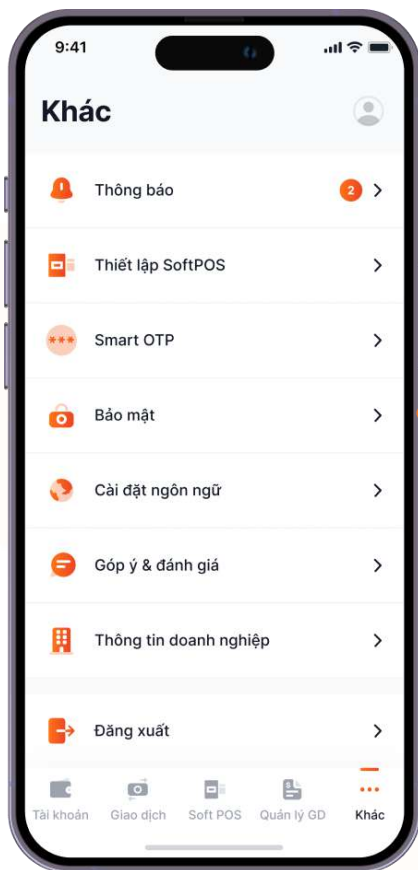 9:41
Khác
Thông báo
2
Thiết lập SoftPOS
***
Smart OTP
Bảo mật
Cài đặt ngôn ngữ
Góp ý & đánh giá
Thông tin doanh nghiệp
Đăng xuất
Tài khoản
Giao dịch
Soft POS
Quản lý GD
Khác